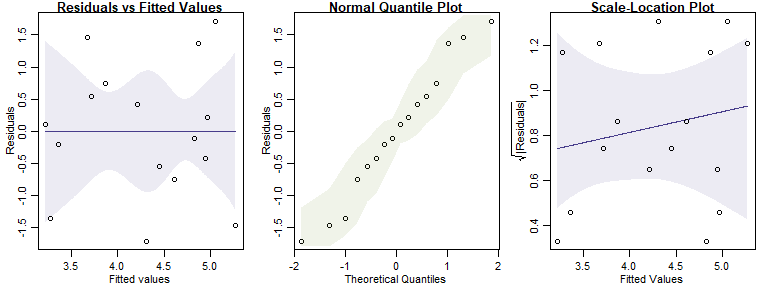 Residuals vs Fitted Values
Residuals
1.5
1.0
0.5
0.0
-0.5
-1.0
-1.5
3.5 4.0 4.5 5.0
Fitted values
Normal Quantile Plot
Residuals
1.5
1.0
0.5
0.0
-0.5
-1.0
-1.5
-2 -1 0 1 2
Theoretical Quantiles
Scale-Location Plot
√|Residuals|
1.2
1.0
0.8
0.6
0.4
3.5 4.0 4.5 5.0
Fitted Values